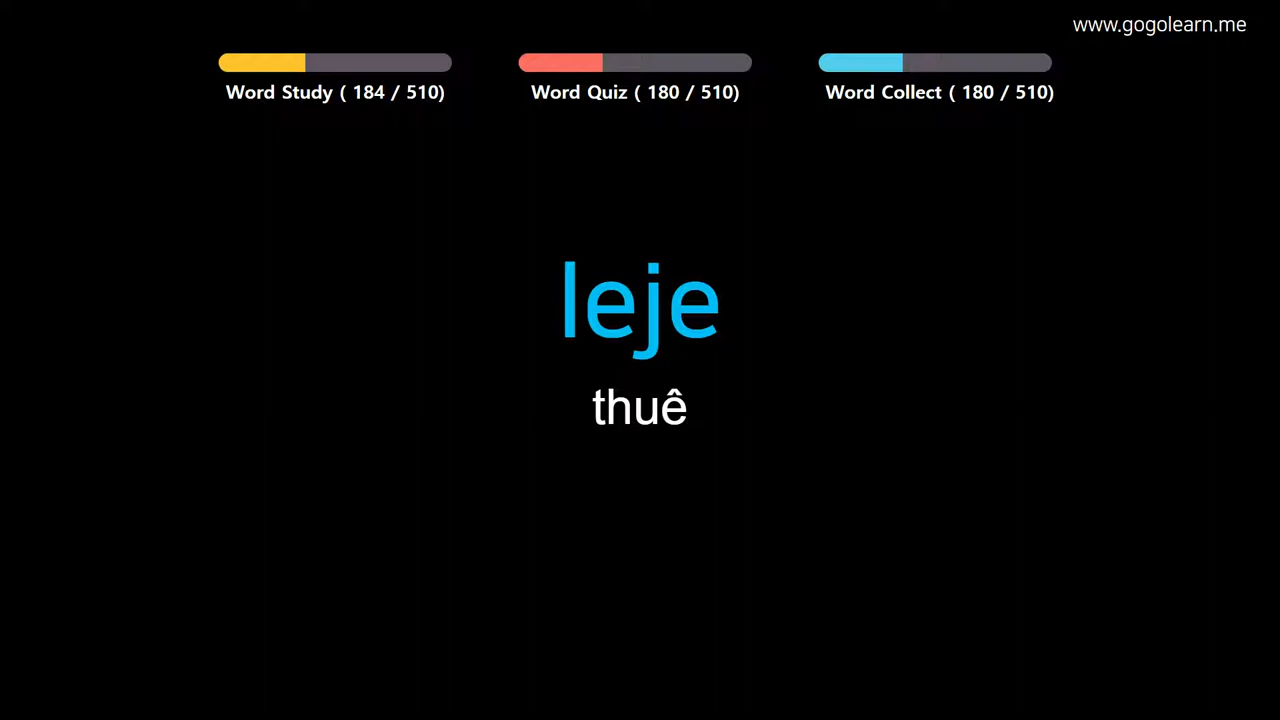 www.gogolearn.me
Word Study ( 184 / 510)
Word Quiz ( 180 / 510)
Word Collect ( 180 / 510)
leje
thuê